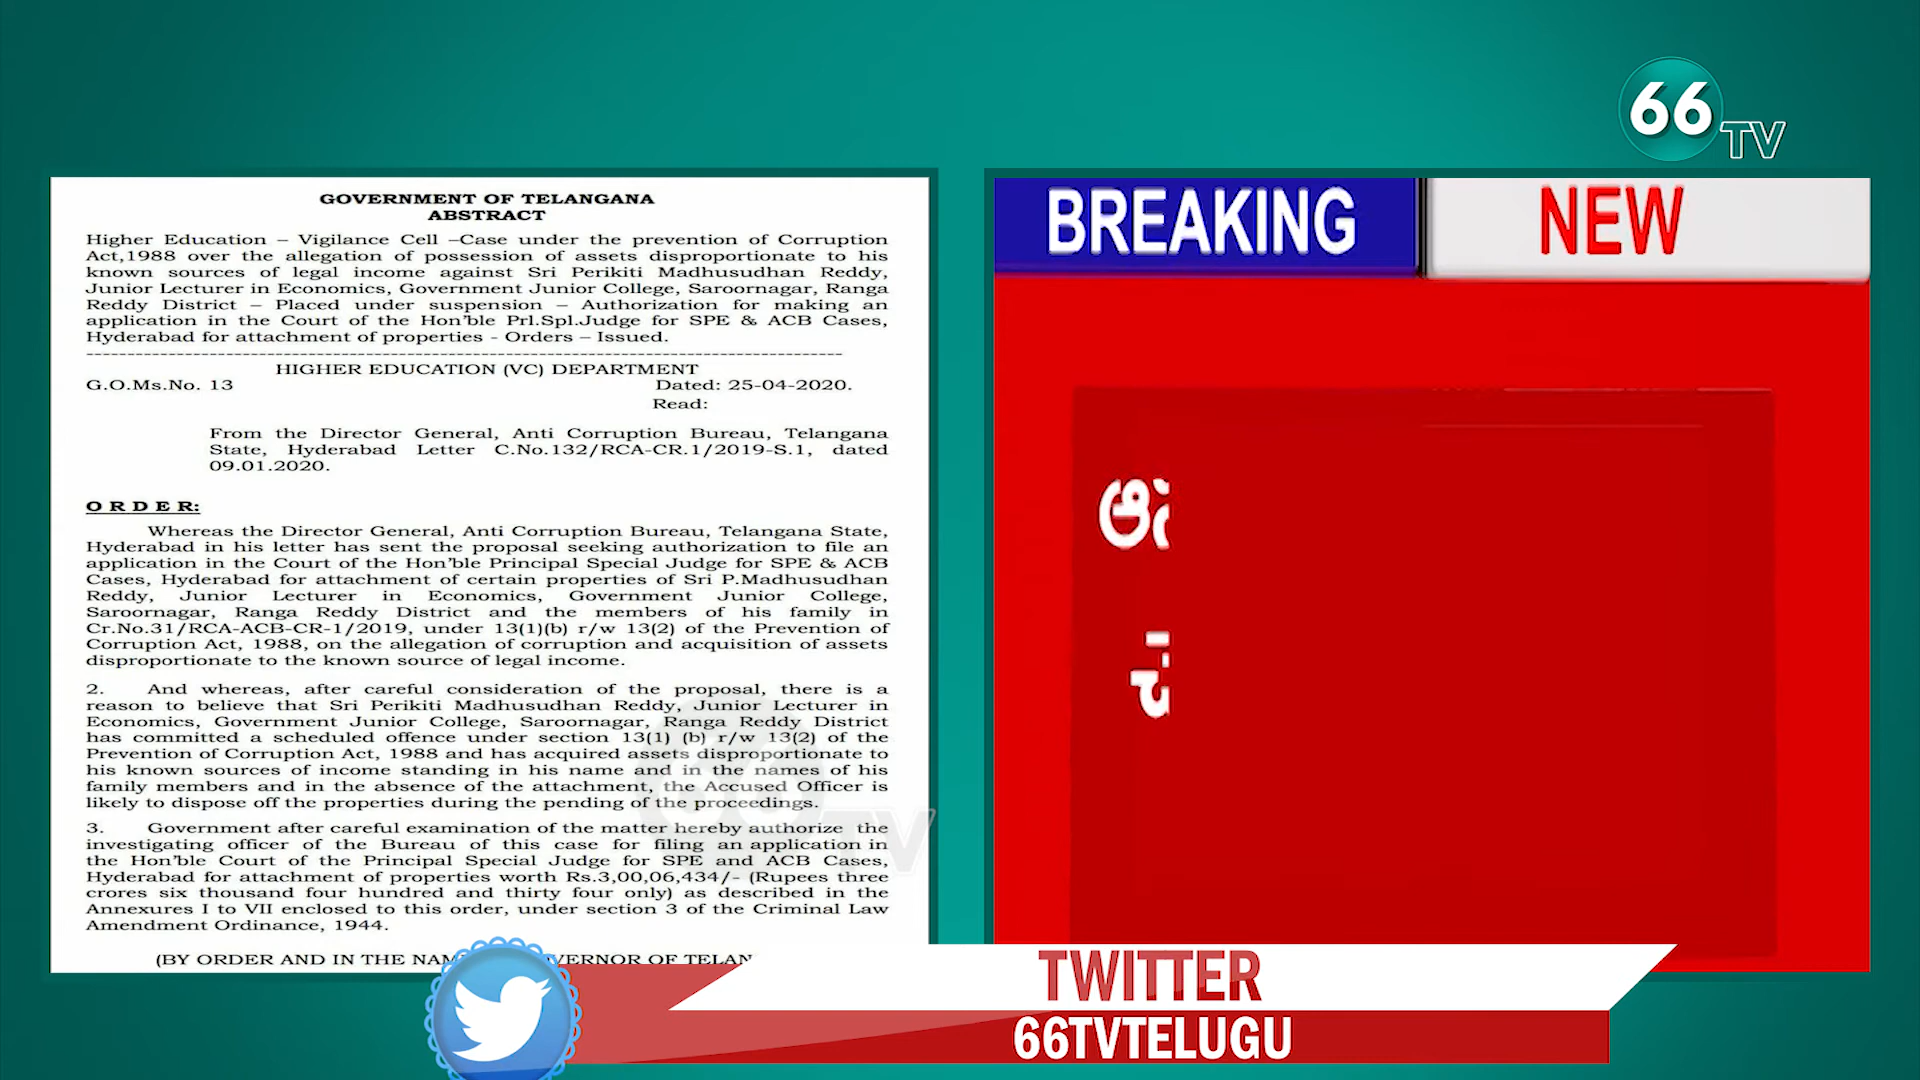 66 TV
GOVERNMENT OF TELANGANA
ABSTRACT
Higher Education – Vigilance Cell –Case under the prevention of Corruption
Act,1988 over the allegation of possession of assets disproportionate to his
known sources of legal income against Sri Perikiti Madhusudhan Reddy,
Junior Lecturer in Economics, Government Junior College, Saroornagar, Ranga
Reddy District – Placed under suspension – Authorization for making an
application in the Court of the Hon'ble Prl.Spl.Judge for SPE & ACB Cases,
Hyderabad for attachment of properties - Orders – Issued.
HIGHER EDUCATION (VC) DEPARTMENT
G.O.Ms.No. 13 Dated: 25-04-2020.
Read:
From the Director General, Anti Corruption Bureau, Telangana
State, Hyderabad Letter C.No.132/RCA-CR.1/2019-S.1, dated
09.01.2020.
O R D E R:
Whereas the Director General, Anti Corruption Bureau, Telangana State,
Hyderabad in his letter has sent the proposal seeking authorization to file an
application in the Court of the Hon'ble Principal Special Judge for SPE & ACB
Cases, Hyderabad for attachment of certain properties of Sri P.Madhusudhan
Reddy, Junior Lecturer in Economics, Government Junior College,
Saroornagar, Ranga Reddy District and the members of his family in
Cr.No.31/RCA-ACB-CR-1/2019, under 13(1)(b) r/w 13(2) of the Prevention of
Corruption Act, 1988, on the allegation of corruption and acquisition of assets
disproportionate to the known source of legal income.
2. And whereas, after careful consideration of the proposal, there is a
reason to believe that Sri Perikiti Madhusudhan Reddy, Junior Lecturer in
Economics, Government Junior College, Saroornagar, Ranga Reddy District
has committed a scheduled offence under section 13(1) (b) r/w 13(2) of the
Prevention of Corruption Act, 1988 and has acquired assets disproportionate to
his known sources of income standing in his name and in the names of his
family members and in the absence of the attachment, the Accused Officer is
likely to dispose off the properties during the pending of the proceedings.
3. Government after careful examination of the matter hereby authorize the
investigating officer of the Bureau of this case for filing an application in
the Hon'ble Court of the Principal Special Judge for SPE and ACB Cases,
Hyderabad for attachment of properties worth Rs.3,00,06,434/- (Rupees three
crores six thousand four hundred and thirty four only) as described in the
Annexures I to VII enclosed to this order, under section 3 of the Criminal Law
Amendment Ordinance, 1944.
(BY ORDER AND IN THE OF
BREAKING NEW
TWITTER
66TVTELUGU